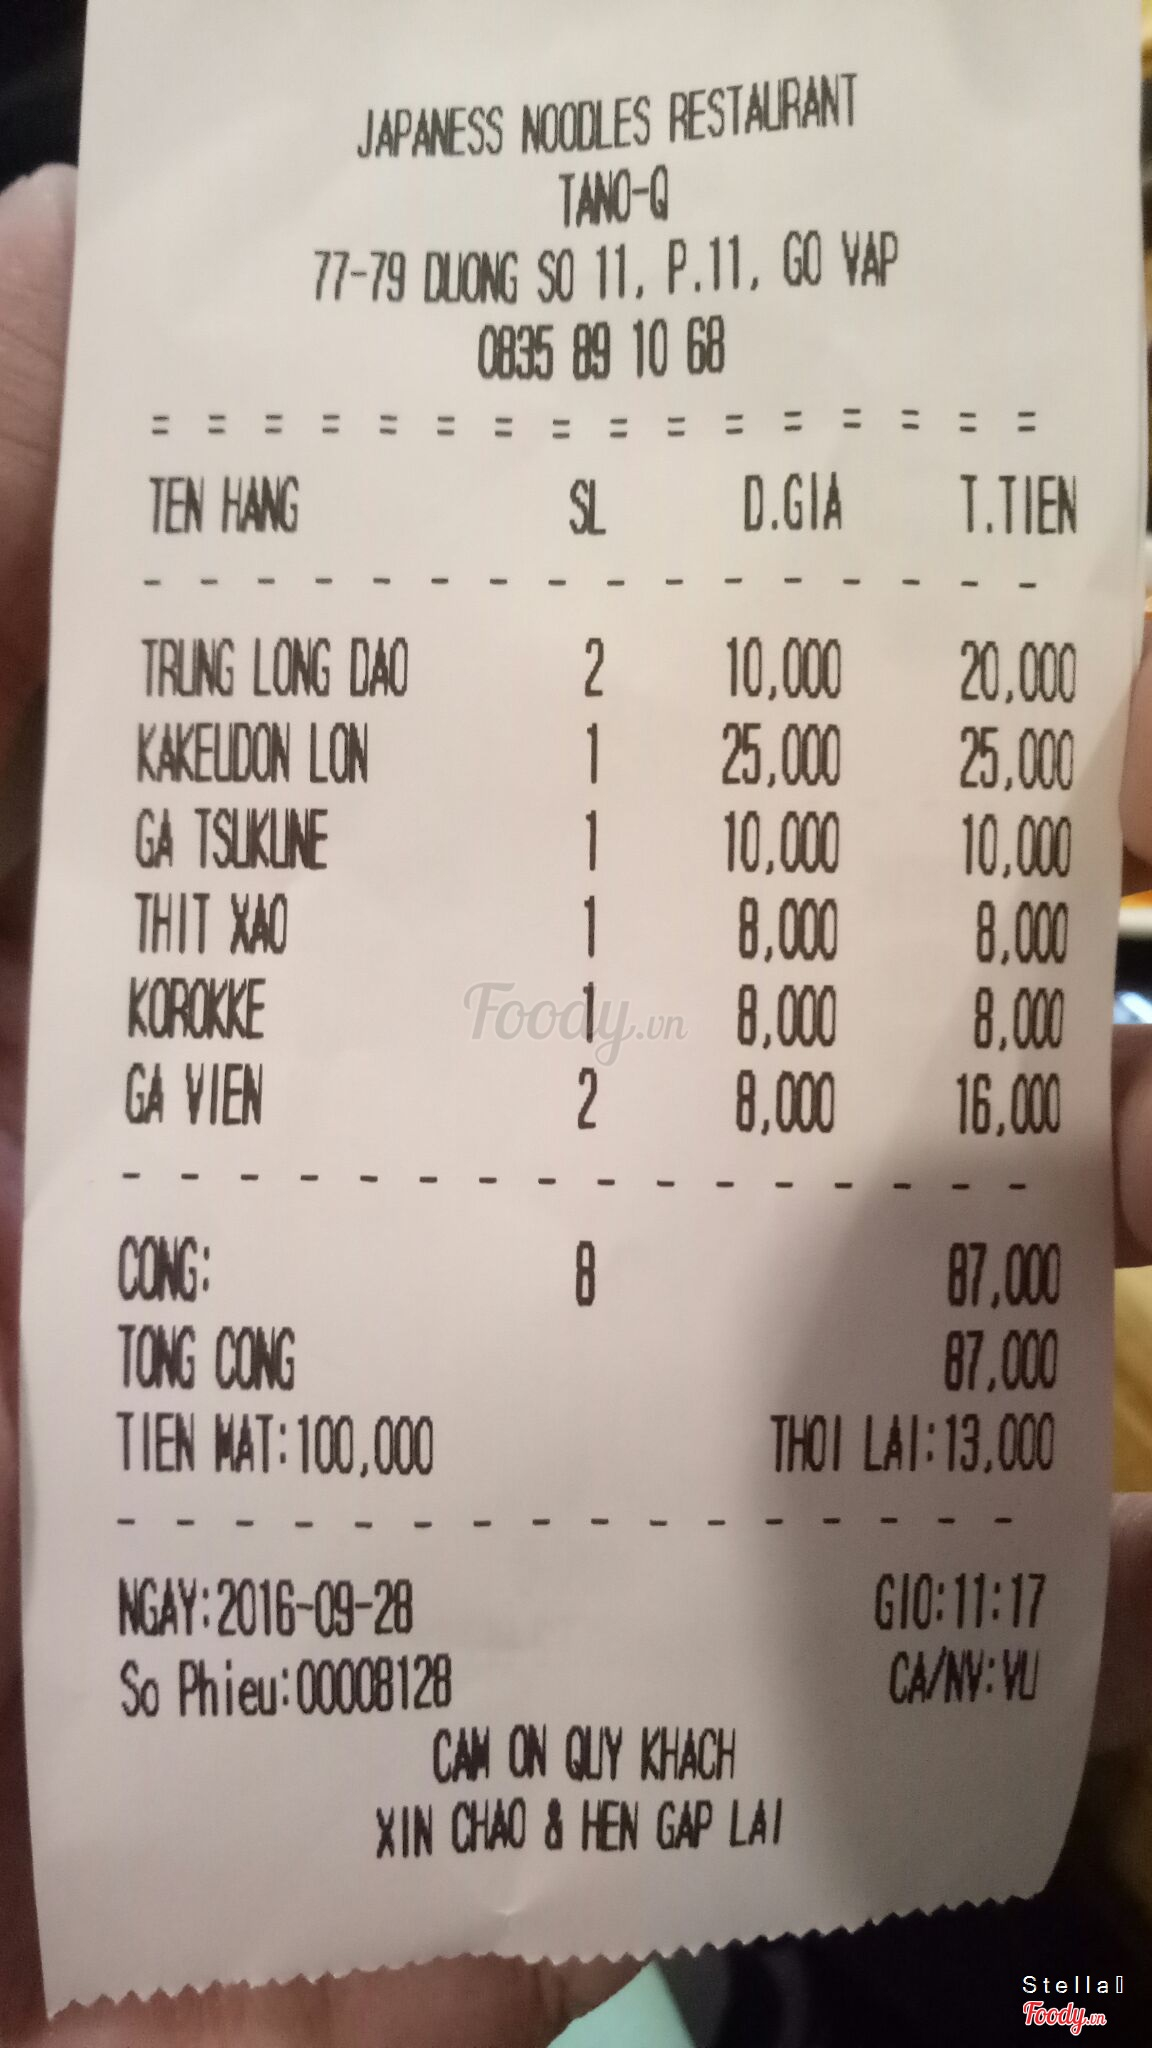 JAPANESS NOODLES RESTAURANT
TANO-Q
77-79 DUONG SO 11, P.11, GO VAP
0835 89 10 68
= = = = = = = = = = = = = = = =
TEN HANG SL D.GIA T.TIEN
- - - - - - - - - - - - - - - -
TRUNG LONG DAO 2 10,000 20,000
KAKEUDON LON 1 25,000 25,000
GA TSUKUNE 1 10,000 10,000
THIT XAO 1 8,000 8,000
KOROKKE 1 8,000 8,000
Foody.vn
GA VIEN 2 8,000 16,000
- - - - - - - - - - - - - - - -
CONG: 8 87,000
TONG CONG 87,000
TIEN MAT:100,000 THOI LAI:13,000
- - - - - - - - - - - - - - - -
NGAY:2016-09-28 GIO:11:17
So Phieu:00008128 CA/NV:VU
CAM ON QUY KHACH
XIN CHAO & HEN GAP LAI
Stella
Foody.vn